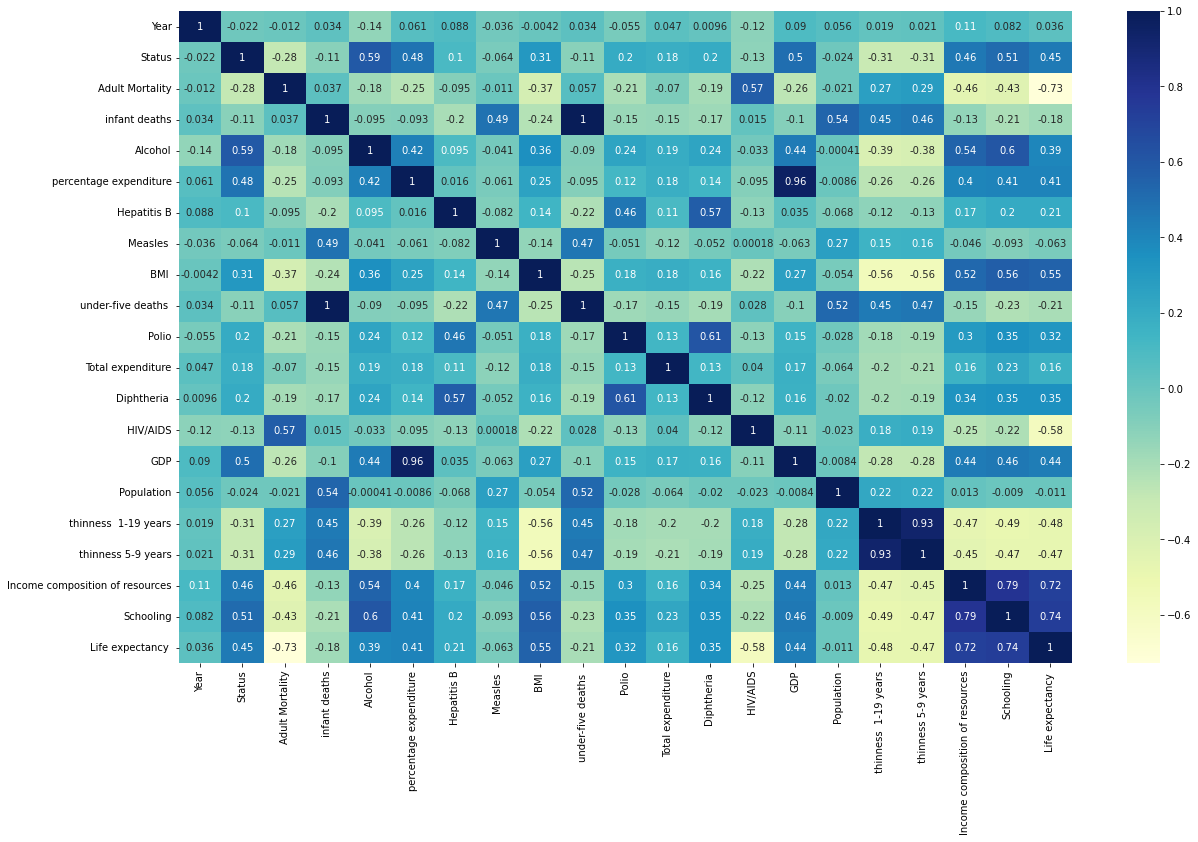 Year 1 -0.022 -0.012 0.034 -0.14 0.061 0.088 -0.036 -0.0042 0.034 -0.055 0.047 0.0096 -0.12 0.09 0.056 0.019 0.021 0.11 0.082 0.036
Status -0.022 1 -0.28 -0.11 0.59 0.48 0.1 -0.064 0.31 -0.11 0.2 0.18 0.2 -0.13 0.5 -0.024 -0.31 -0.31 0.46 0.51 0.45
Adult Mortality -0.012 -0.28 1 0.037 -0.18 -0.25 -0.095 -0.011 -0.37 0.057 -0.21 -0.07 -0.19 0.57 -0.26 -0.021 0.27 0.29 -0.46 -0.43 -0.73
infant deaths 0.034 -0.11 0.037 1 -0.095 -0.093 -0.2 0.49 -0.24 1 -0.15 -0.15 -0.17 0.015 -0.1 0.54 0.45 0.46 -0.13 -0.21 -0.18
Alcohol -0.14 0.59 -0.18 -0.095 1 0.42 0.095 -0.041 0.36 -0.09 0.24 0.19 0.24 -0.033 0.44 -0.00041 -0.39 -0.38 0.54 0.6 0.39
percentage expenditure 0.061 0.48 -0.25 -0.093 0.42 1 0.016 -0.061 0.25 -0.095 0.12 0.18 0.14 -0.095 0.96 -0.0086 -0.26 -0.26 0.4 0.41 0.41
Hepatitis B 0.088 0.1 -0.095 -0.2 0.095 0.016 1 -0.082 0.14 -0.22 0.46 0.11 0.57 -0.13 0.035 -0.068 -0.12 -0.13 0.17 0.2 0.21
Measles -0.036 -0.064 -0.011 0.49 -0.041 -0.061 -0.082 1 -0.14 0.47 -0.051 -0.12 -0.052 0.00018 -0.063 0.27 0.15 0.16 -0.046 -0.093 -0.063
BMI -0.0042 0.31 -0.37 -0.24 0.36 0.25 0.14 -0.14 1 -0.25 0.18 0.18 0.16 -0.22 0.27 -0.054 -0.56 -0.56 0.52 0.56 0.55
under-five deaths 0.034 -0.11 0.057 1 -0.09 -0.095 -0.22 0.47 -0.25 1 -0.17 -0.15 -0.19 0.028 -0.1 0.52 0.45 0.47 -0.15 -0.23 -0.21
Polio -0.055 0.2 -0.21 -0.15 0.24 0.12 0.46 -0.051 0.18 -0.17 1 0.13 0.61 -0.13 0.15 -0.028 -0.18 -0.19 0.3 0.35 0.32
Total expenditure 0.047 0.18 -0.07 -0.15 0.19 0.18 0.11 -0.12 0.18 -0.15 0.13 1 0.13 0.04 0.17 -0.064 -0.2 -0.21 0.16 0.23 0.16
Diphtheria 0.0096 0.2 -0.19 -0.17 0.24 0.14 0.57 -0.052 0.16 -0.19 0.61 0.13 1 -0.12 0.16 -0.02 -0.2 -0.19 0.34 0.35 0.35
HIV/AIDS -0.12 -0.13 0.57 0.015 -0.033 -0.095 -0.13 0.00018 -0.22 0.028 -0.13 0.04 -0.12 1 -0.11 -0.023 0.18 0.19 -0.25 -0.22 -0.58
GDP 0.09 0.5 -0.26 -0.1 0.44 0.96 0.035 -0.063 0.27 -0.1 0.15 0.17 0.16 -0.11 1 -0.0084 -0.28 -0.28 0.44 0.46 0.44
Population 0.056 -0.024 -0.021 0.54 -0.00041 -0.0086 -0.068 0.27 -0.054 0.52 -0.028 -0.064 -0.02 -0.023 -0.0084 1 0.22 0.22 0.013 -0.009 -0.011
thinness  1-19 years 0.019 -0.31 0.27 0.45 -0.39 -0.26 -0.12 0.15 -0.56 0.45 -0.18 -0.2 -0.2 0.18 -0.28 0.22 1 0.93 -0.47 -0.49 -0.48
thinness 5-9 years 0.021 -0.31 0.29 0.46 -0.38 -0.26 -0.13 0.16 -0.56 0.47 -0.19 -0.21 -0.19 0.19 -0.28 0.22 0.93 1 -0.45 -0.47 -0.47
Income composition of resources 0.11 0.46 -0.46 -0.13 0.54 0.4 0.17 -0.046 0.52 -0.15 0.3 0.16 0.34 -0.25 0.44 0.013 -0.47 -0.45 1 0.79 0.72
Schooling 0.082 0.51 -0.43 -0.21 0.6 0.41 0.2 -0.093 0.56 -0.23 0.35 0.23 0.35 -0.22 0.46 -0.009 -0.49 -0.47 0.79 1 0.74
Life expectancy 0.036 0.45 -0.73 -0.18 0.39 0.41 0.21 -0.063 0.55 -0.21 0.32 0.16 0.35 -0.58 0.44 -0.011 -0.48 -0.47 0.72 0.74 1
Year
Status
Adult Mortality
infant deaths
Alcohol
percentage expenditure
Hepatitis B
Measles
BMI
under-five deaths
Polio
Total expenditure
Diphtheria
HIV/AIDS
GDP
Population
thinness  1-19 years
thinness 5-9 years
Income composition of resources
Schooling
Life expectancy
1.0
0.8
0.6
0.4
0.2
0.0
−0.2
−0.4
−0.6